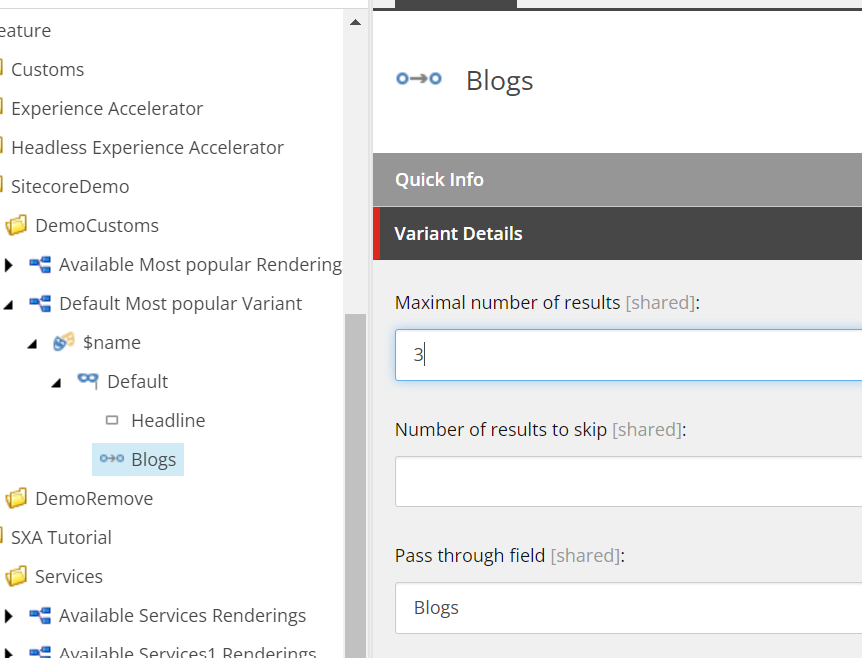 eature
Customs
Experience Accelerator
Headless Experience Accelerator
SitecoreDemo
DemoCustoms
Available Most popular Rendering
Default Most popular Variant
$name
Default
Headline
Blogs
DemoRemove
SXA Tutorial
Services
Available Services Renderings
Available Services1 Renderings
Blogs
Quick Info
Variant Details
Maximal number of results [shared]:
3
Number of results to skip [shared]:
Pass through field [shared]:
Blogs